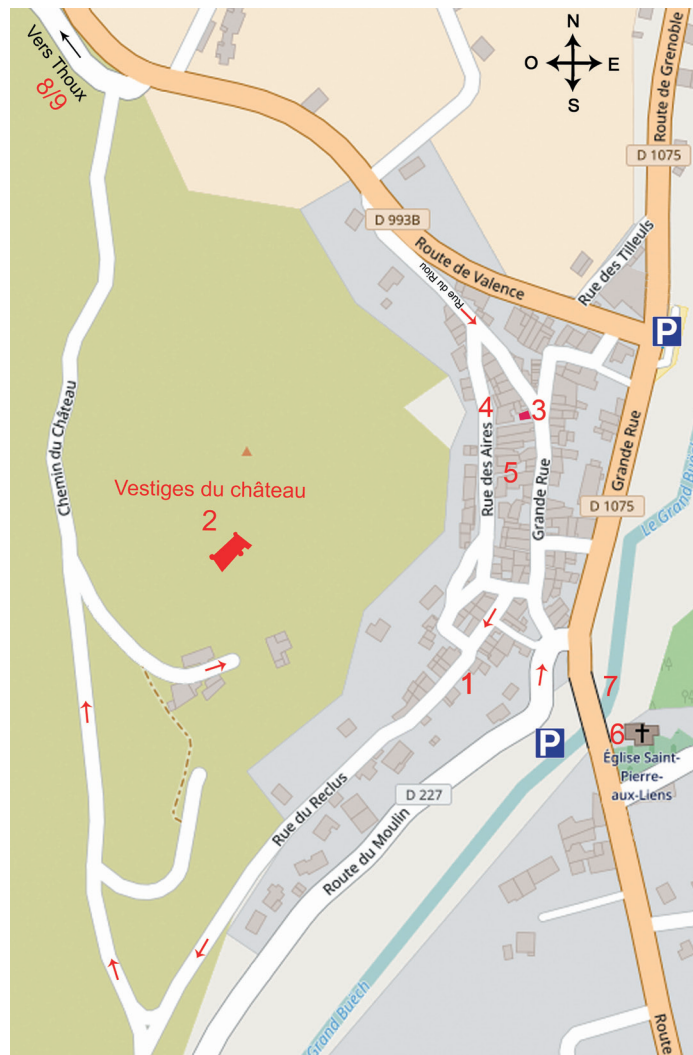 N
O
E
S
Vers Thoux
8/9
Route de Grenoble
D 1075
D 993B
Route de Valence
Rue des Tilleuls
Rue du Riou
P
Chemin du Château
4
3
Rue des Aires
5
Grande Rue
Grande Rue
Vestiges du château
2
D 1075
Le Grand Buëch
1
7
6
P
Église Saint-
Pierre-
aux-Liens
D 227
Rue du Reclus
Route du Moulin
Grand Buëch
Route
Route